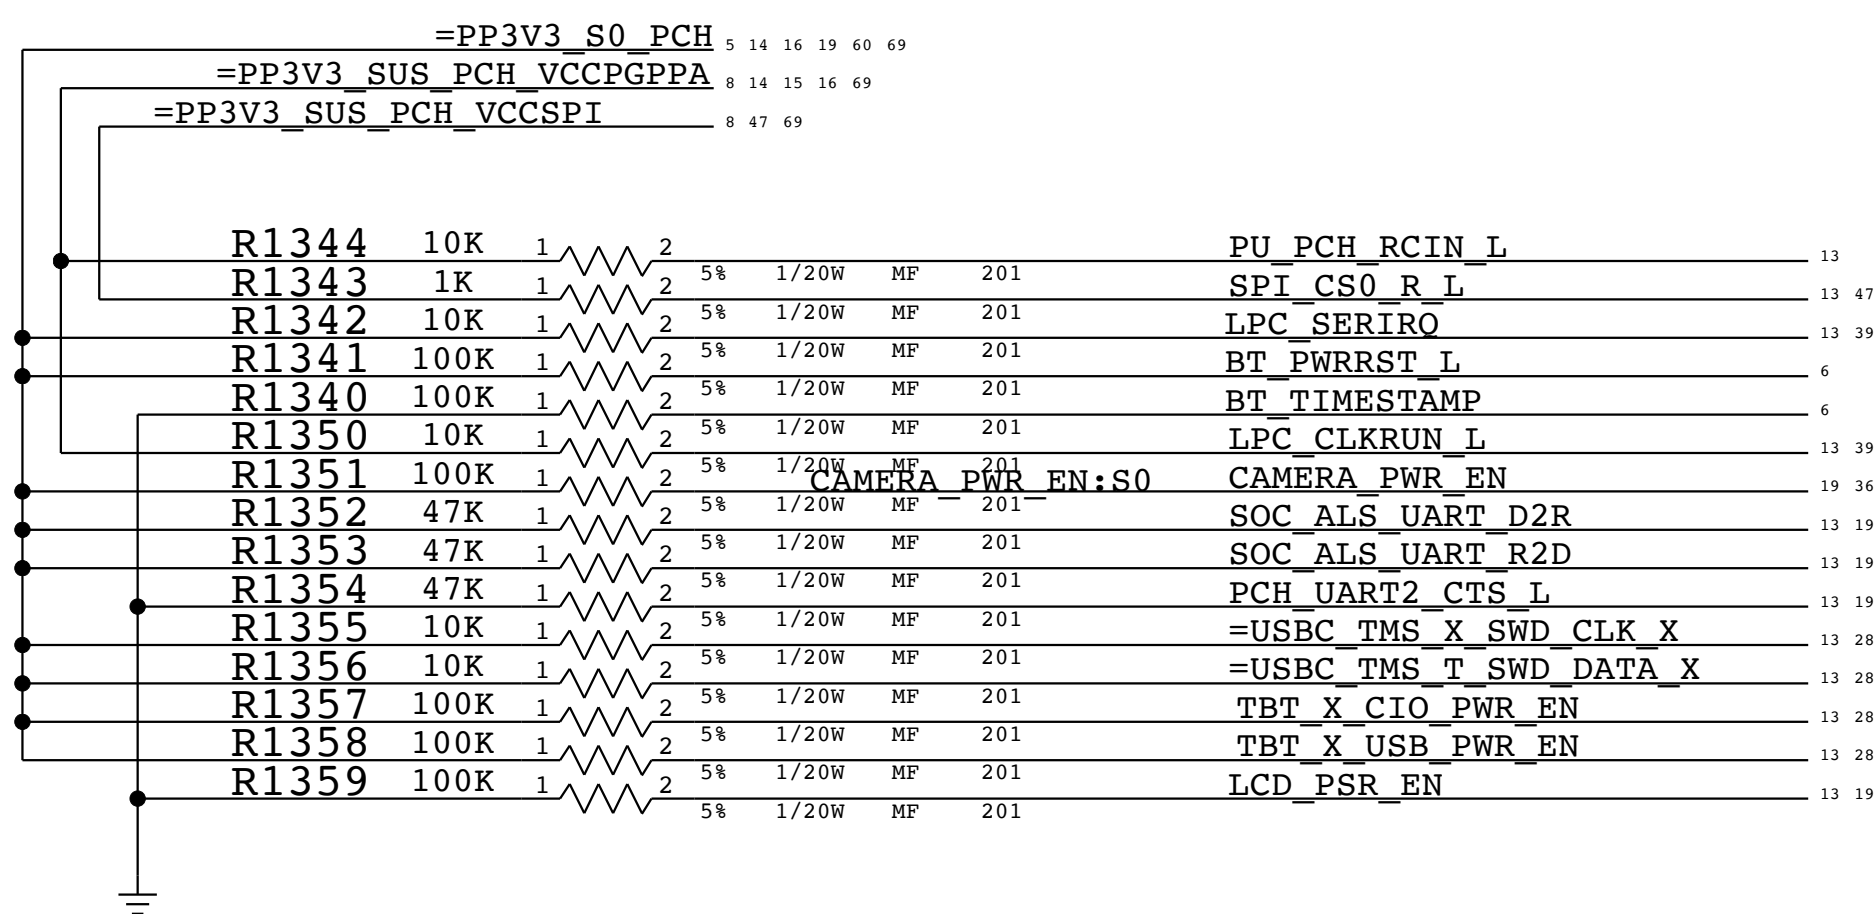 =PP3V3_S0_PCH 5 14 16 19 60 69
=PP3V3_SUS_PCH_VCCPGPPA 8 14 15 16 69
=PP3V3_SUS_PCH_VCCSPI 8 47 69
R1344 10K 1 2 PU_PCH_RCIN_L 13
5% 1/20W MF 201
R1343 1K 1 2 SPI_CS0_R_L 13 47
5% 1/20W MF 201
R1342 10K 1 2 LPC_SERIRQ 13 39
5% 1/20W MF 201
R1341 100K 1 2 BT_PWRRST_L 6
5% 1/20W MF 201
R1340 100K 1 2 BT_TIMESTAMP 6
5% 1/20W MF 201
R1350 10K 1 2 LPC_CLKRUN_L 13 39
5% 1/20W MF 201
R1351 100K 1 2 CAMERA_PWR_EN:S0 CAMERA_PWR_EN 19 36
5% 1/20W MF 201
R1352 47K 1 2 SOC_ALS_UART_D2R 13 19
5% 1/20W MF 201
R1353 47K 1 2 SOC_ALS_UART_R2D 13 19
5% 1/20W MF 201
R1354 47K 1 2 PCH_UART2_CTS_L 13 19
5% 1/20W MF 201
R1355 10K 1 2 =USBC_TMS_X_SWD_CLK_X 13 28
5% 1/20W MF 201
R1356 10K 1 2 =USBC_TMS_T_SWD_DATA_X 13 28
5% 1/20W MF 201
R1357 100K 1 2 TBT_X_CIO_PWR_EN 13 28
5% 1/20W MF 201
R1358 100K 1 2 TBT_X_USB_PWR_EN 13 28
5% 1/20W MF 201
R1359 100K 1 2 LCD_PSR_EN 13 19
5% 1/20W MF 201